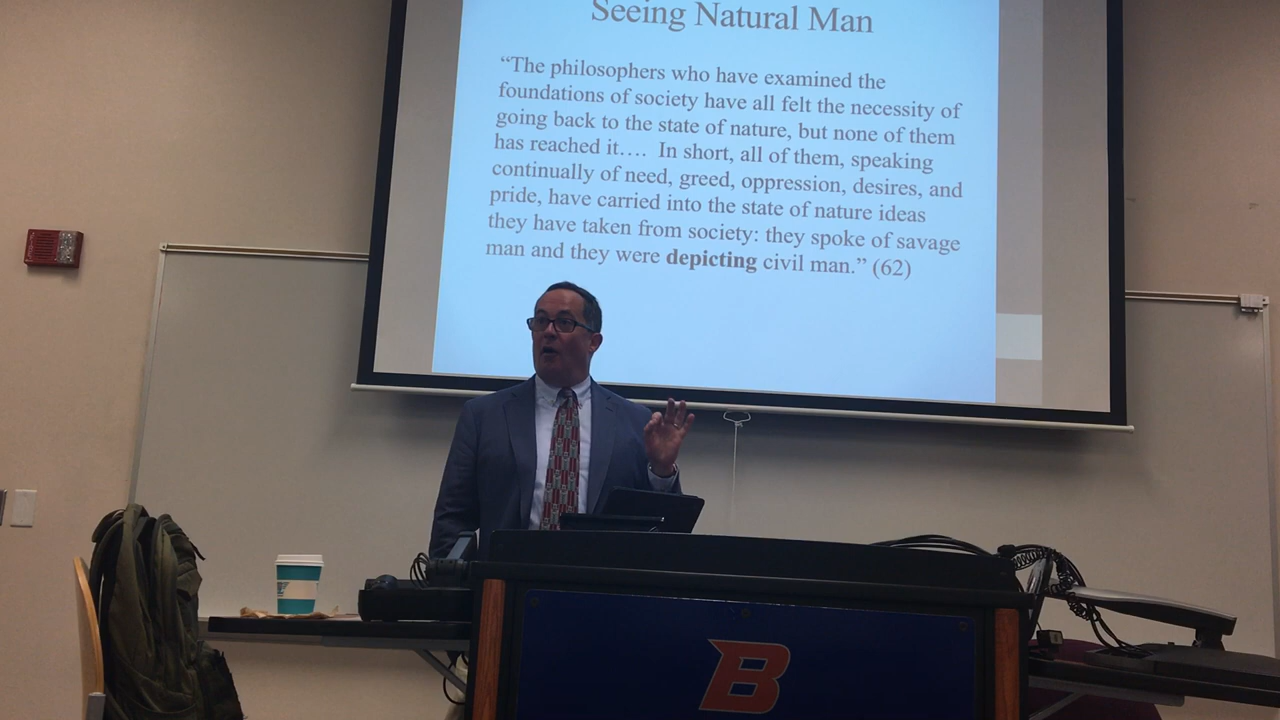 Seeing Natural Man
“The philosophers who have examined the
foundations of society have all felt the necessity of
going back to the state of nature, but none of them
has reached it…. In short, all of them, speaking
continually of need, greed, oppression, desires, and
pride, have carried into the state of nature ideas
they have taken from society: they spoke of savage
man and they were depicting civil man.” (62)
B